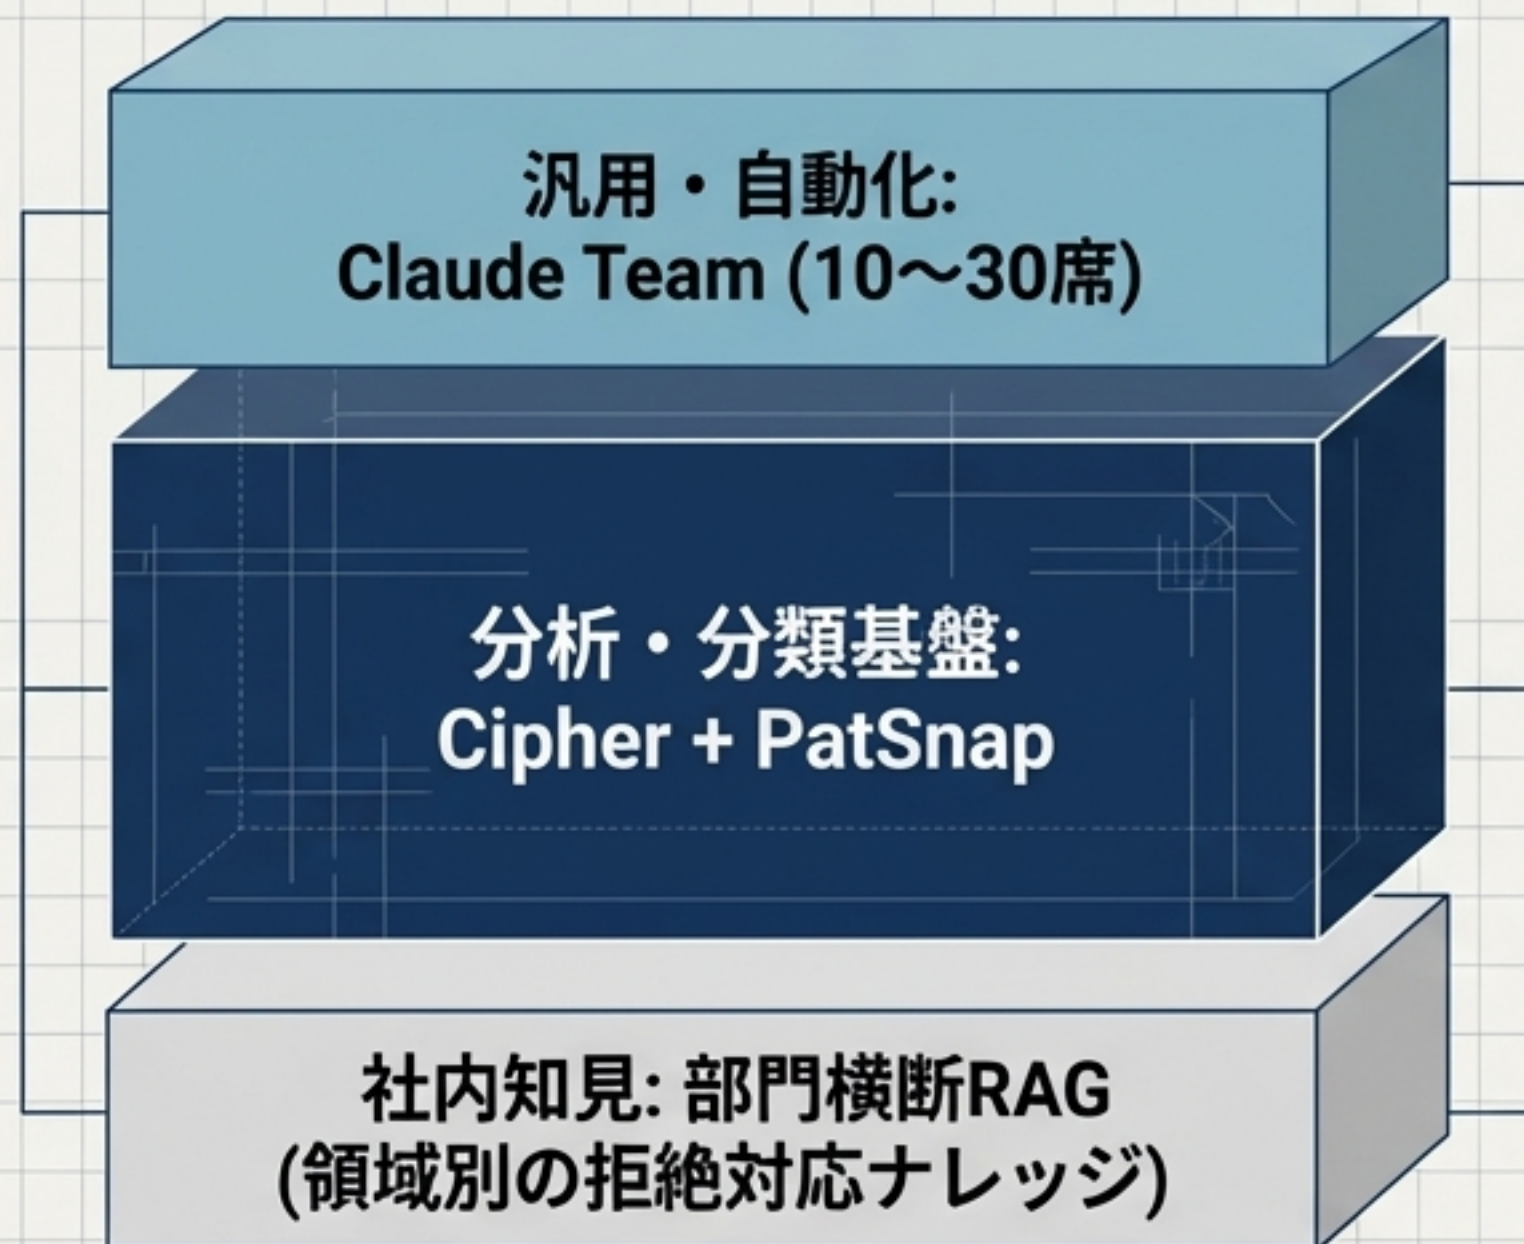 汎用・自動化:
Claude Team (10〜30席)
分析・分類基盤:
Cipher + PatSnap
社内知見: 部門横断RAG
(領域別の拒絶対応ナレッジ)